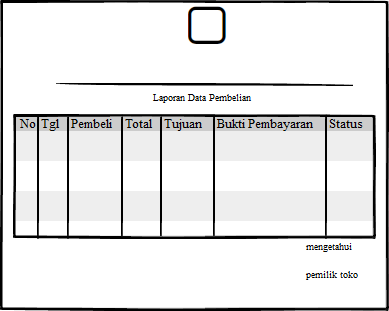 Laporan Data Pembelian
No Tgl Pembeli Total Tujuan Bukti Pembayaran Status
mengetahui
pemilik toko